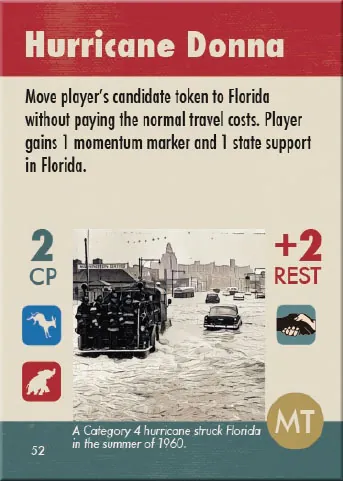 Hurricane Donna
Move player's candidate token to Florida
without paying the normal travel costs. Player
gains 1 momentum marker and 1 state support
in Florida.
2
CP
+2
REST
MT
A Category 4 hurricane struck Florida
in the summer of 1960.
52